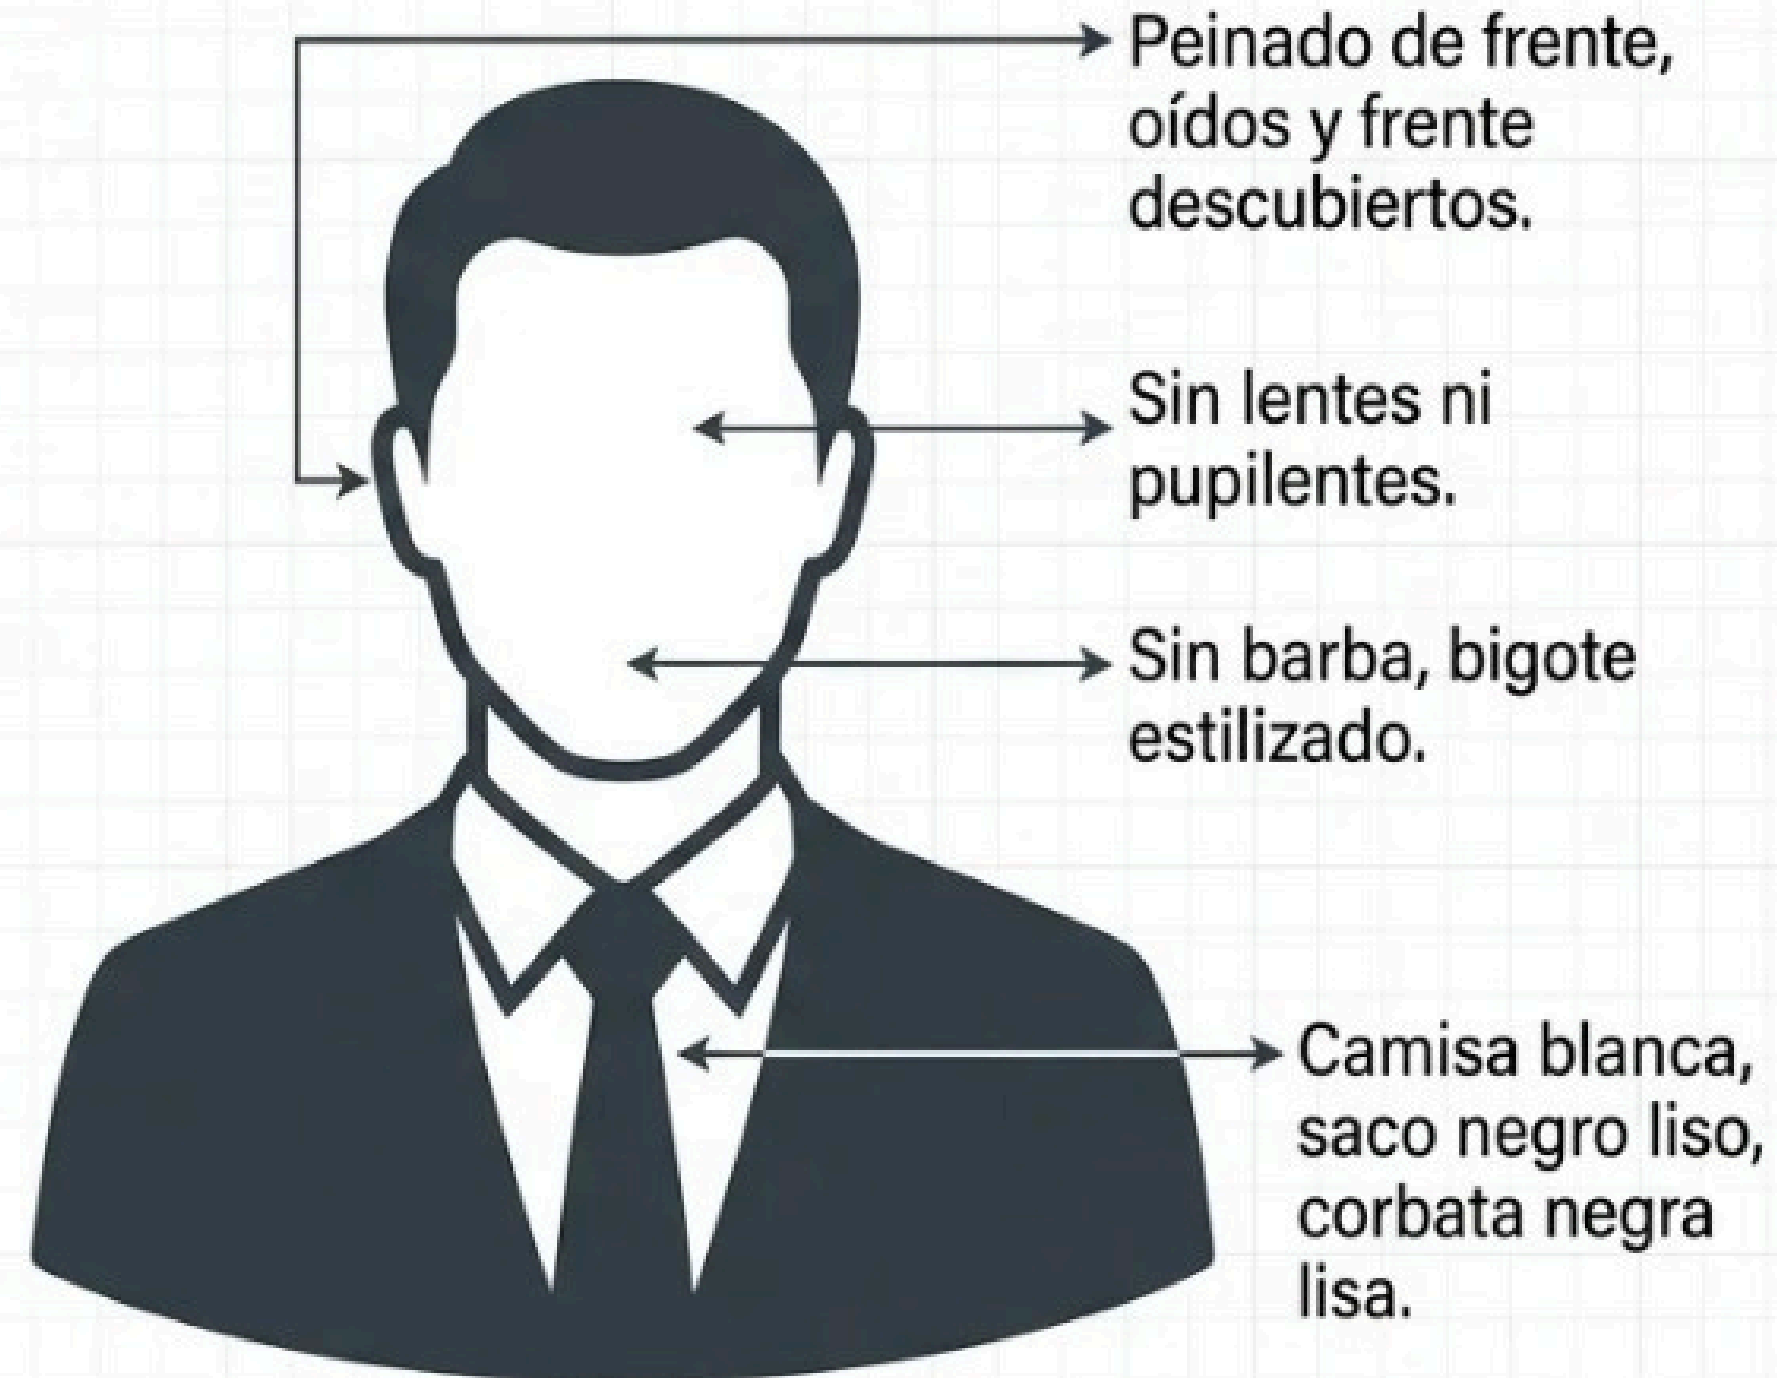 Peinado de frente,
oídos y frente
descubiertos.
Sin lentes ni
pupilentes.
Sin barba, bigote
estilizado.
Camisa blanca,
saco negro liso,
corbata negra
lisa.